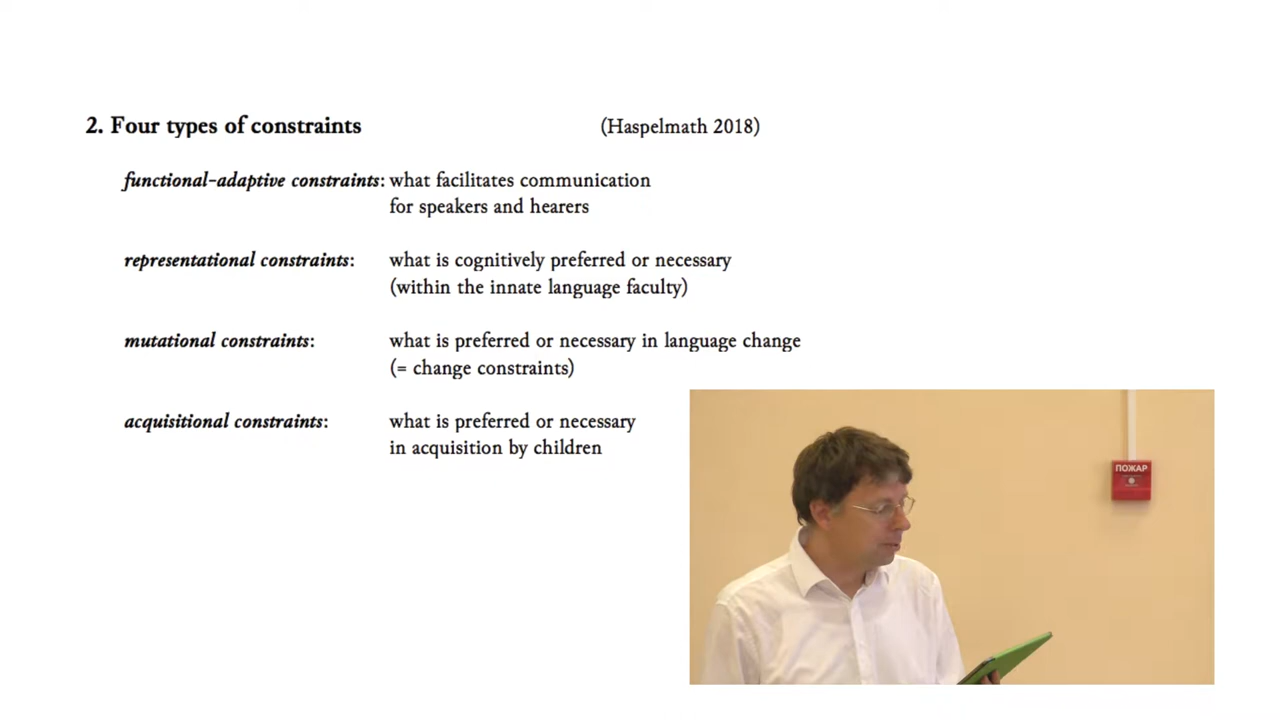 2. Four types of constraints (Haspelmath 2018)
functional-adaptive constraints: what facilitates communication
for speakers and hearers
representational constraints: what is cognitively preferred or necessary
(within the innate language faculty)
mutational constraints: what is preferred or necessary in language change
(= change constraints)
acquisitional constraints: what is preferred or necessary
in acquisition by children
ПОЖАР